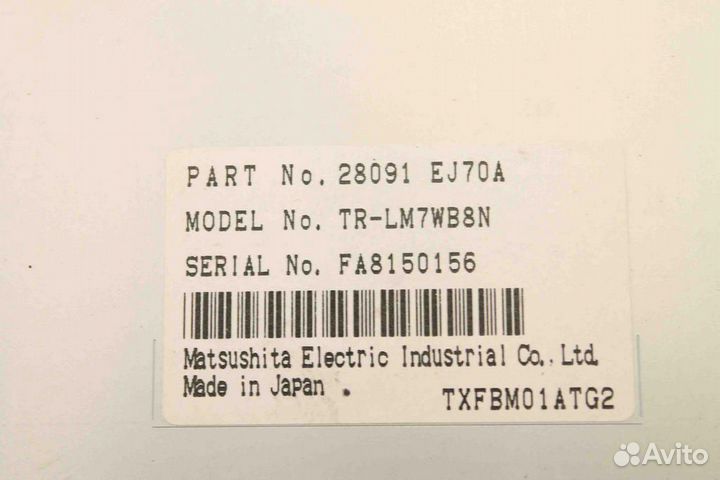 PART No. 28091 EJ70A
MODEL No. TR-LM7WB8N
SERIAL No. FA8150156
Matsushita Electric Industrial Co., Ltd.
Made in Japan .
TXFBM01ATG2
Avito